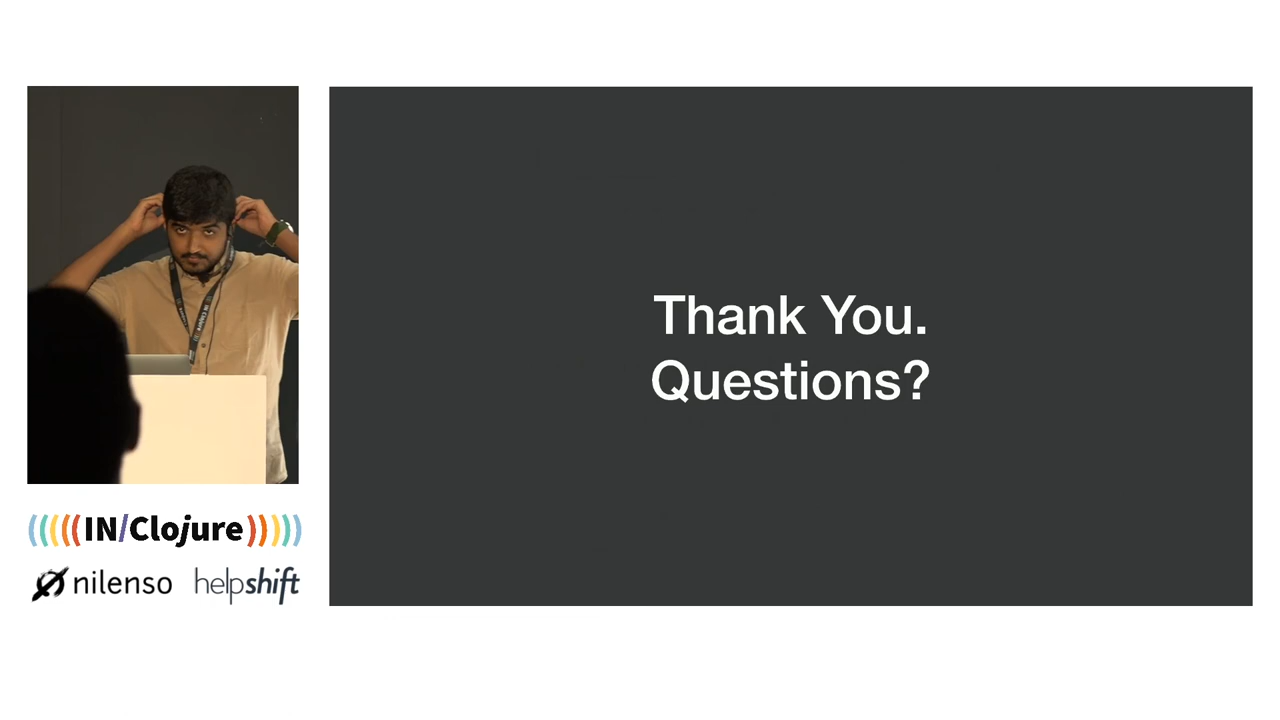 Thank You.
Questions?
(((((IN/Clojure)))))
nilenso helpshift